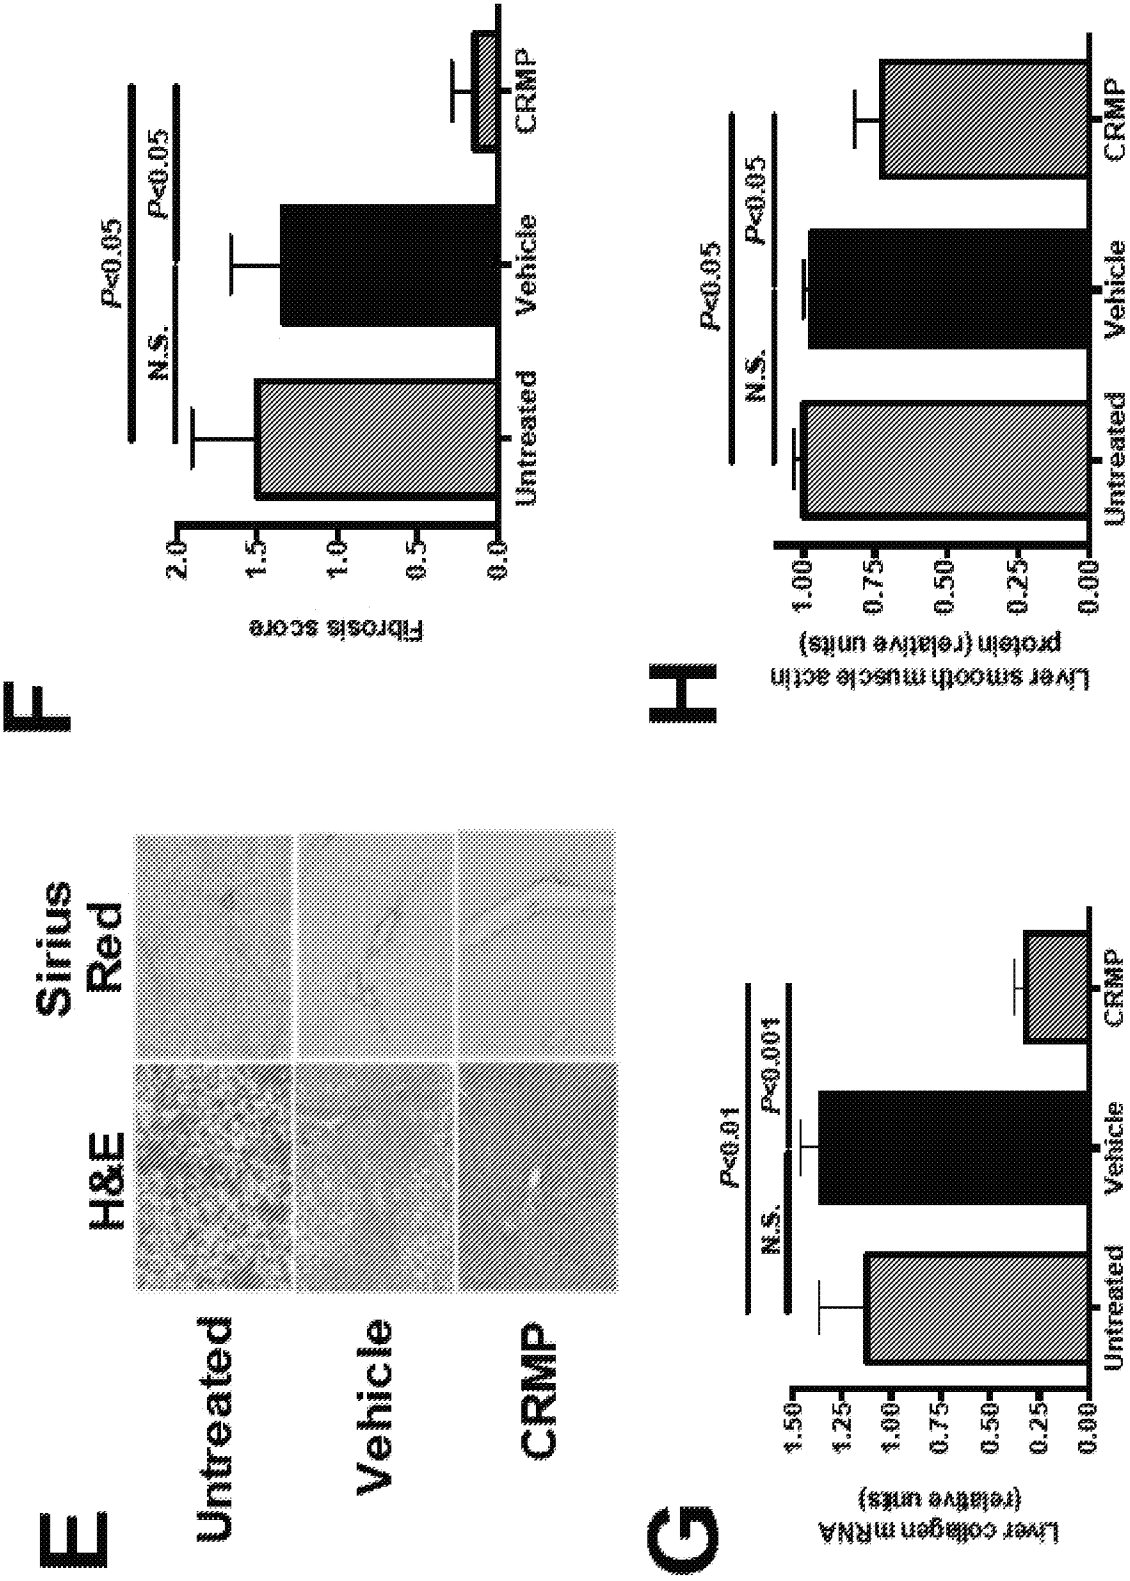 E
H&E
Sirius
Red
Untreated
Vehicle
CRMP
F
Fibrosis score
2.0
1.5
1.0
0.5
0.0
P<0.05
N.S.
P<0.05
Untreated
Vehicle
CRMP
G
Liver collagen mRNA
(relative units)
1.50
1.25
1.00
0.75
0.50
0.25
0.00
P<0.01
N.S.
P<0.001
Untreated
Vehicle
CRMP
H
Liver smooth muscle actin
protein (relative units)
1.00
0.75
0.50
0.25
0.00
P<0.05
N.S.
P<0.05
Untreated
Vehicle
CRMP